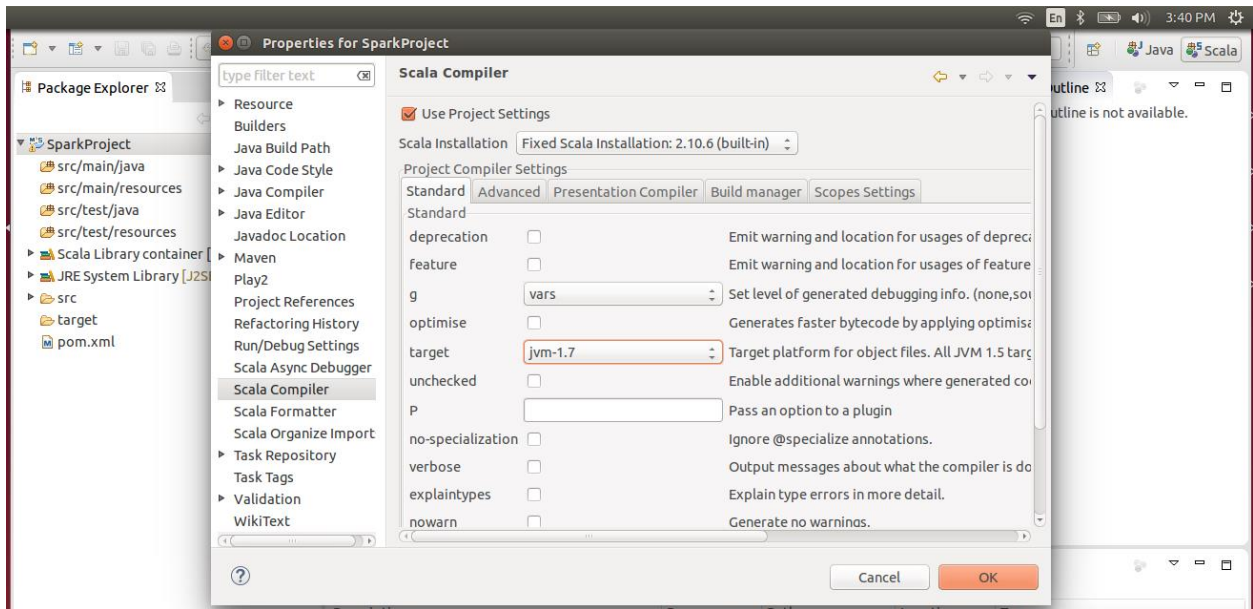 En 3:40 PM
Properties for SparkProject
Java Scala
Package Explorer
SparkProject
src/main/java
src/main/resources
src/test/java
src/test/resources
Scala Library container [
JRE System Library [J2S
src
target
pom.xml
type filter text
Resource
Builders
Java Build Path
Java Code Style
Java Compiler
Java Editor
Javadoc Location
Maven
Play2
Project References
Refactoring History
Run/Debug Settings
Scala Async Debugger
Scala Compiler
Scala Formatter
Scala Organize Import
Task Repository
Task Tags
Validation
WikiText
Scala Compiler
Use Project Settings
Scala Installation Fixed Scala Installation: 2.10.6 (built-in)
Project Compiler Settings
Standard Advanced Presentation Compiler Build manager Scopes Settings
Standard
deprecation Emit warning and location for usages of depreca
feature Emit warning and location for usages of feature
g vars Set level of generated debugging info. (none,sou
optimise Generates faster bytecode by applying optimisa
target jvm-1.7 Target platform for object files. All JVM 1.5 targ
unchecked Enable additional warnings where generated co
P Pass an option to a plugin
no-specialization Ignore @specialize annotations.
verbose Output messages about what the compiler is do
explaintypes Explain type errors in more detail.
nowarn Generate no warnings.
Cancel OK
utline
utline is not available.